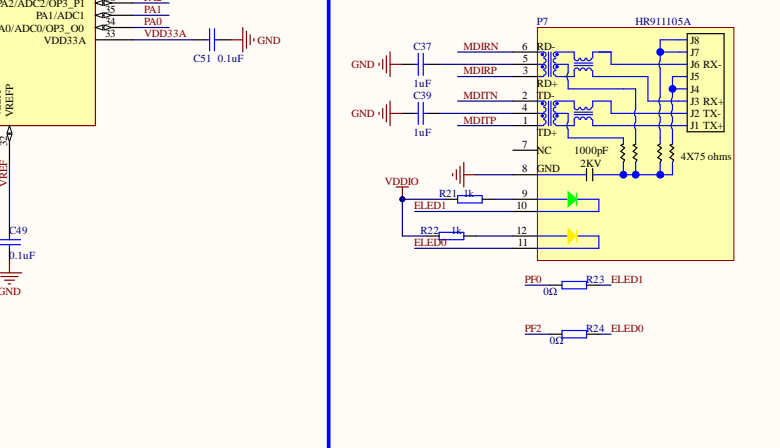 PA2/ADC2/OP3_P1
PA1/ADC1
PA0/ADC0/OP3_O0
VDD33A
35
34
33
PA1
PA0
VDD33A
C51 0.1uF
GND
VREFP
32
VREF
C49
0.1uF
GND
P7
HR911105A
GND
C37
1uF
MDIRN
MDIRP
6
5
3
RD-
RD+
GND
C39
1uF
MDITN
MDITP
2
4
1
TD-
TD+
7
NC
8
GND
1000pF
2KV
4X75 ohms
J8
J7
J6 RX-
J5
J4
J3 RX+
J2 TX-
J1 TX+
VDDIO
R21 1k
ELED1
9
10
R22 1k
ELED0
12
11
PF0
0Ω
R23
ELED1
PF2
0Ω
R24
ELED0